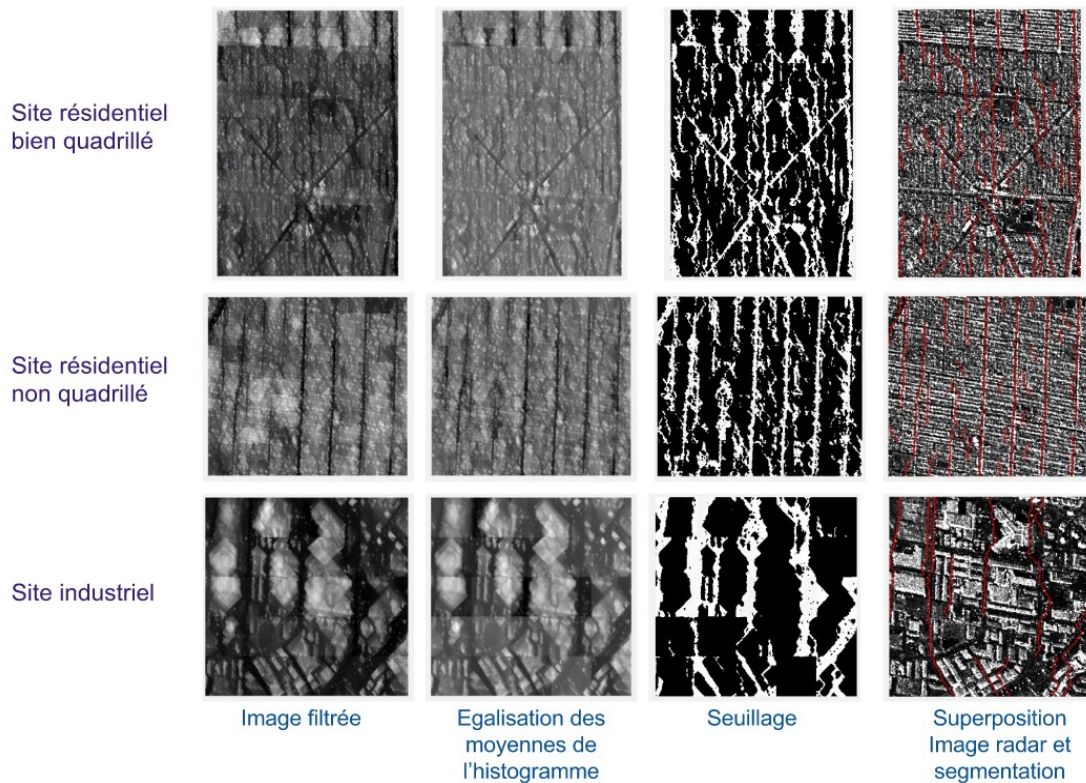 Site résidentiel
bien quadrillé
Site résidentiel
non quadrillé
Site industriel
Image filtrée
Egalisation des
moyennes de
l'histogramme
Seuillage
Superposition
Image radar et
segmentation